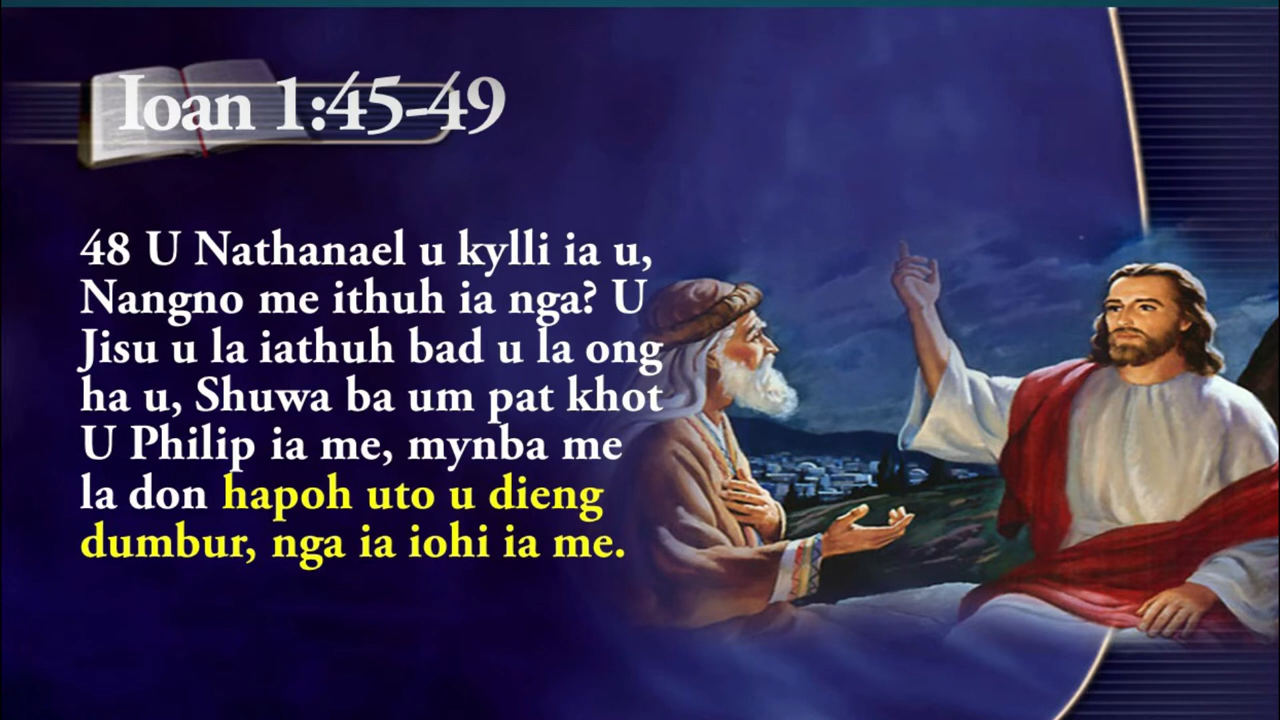 Ioan 1:45-49
48 U Nathanael u kylli ia u,
Nangno me ithuh ia nga? U
Jisu u la iathuh bad u la ong
ha u, Shuwa ba um pat khot
U Philip ia me, mynba me
la don hapoh uto u dieng
dumbur, nga ia iohi ia me.